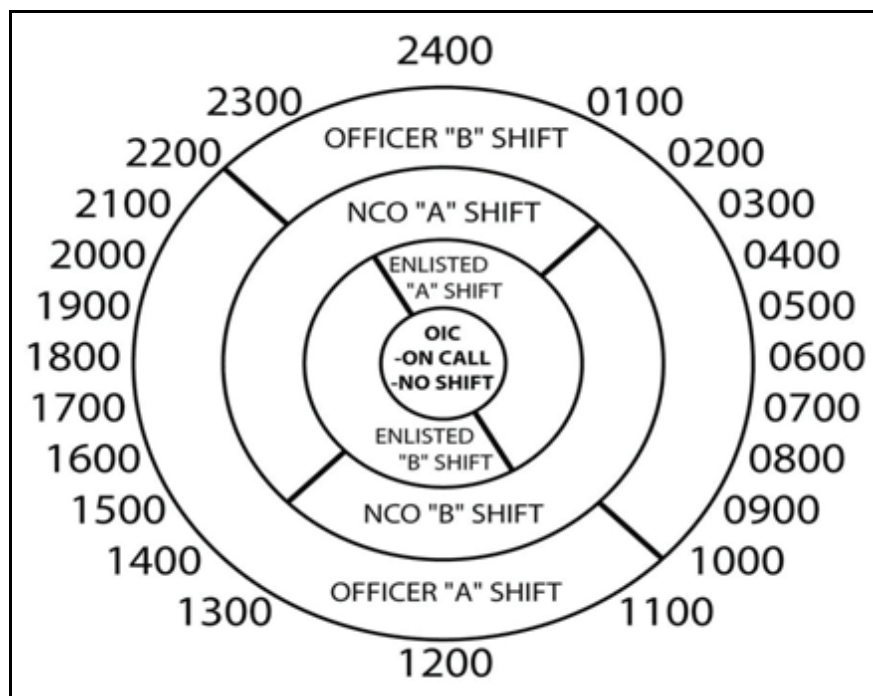 2400
2300
0100
OFFICER "B" SHIFT
2200
0200
2100
NCO "A" SHIFT
0300
2000
ENLISTED
"A" SHIFT
0400
1900
0500
OIC
-ON CALL
-NO SHIFT
1800
0600
1700
0700
ENLISTED
"B" SHIFT
1600
0800
1500
NCO "B" SHIFT
0900
1400
1000
OFFICER "A" SHIFT
1300
1100
1200